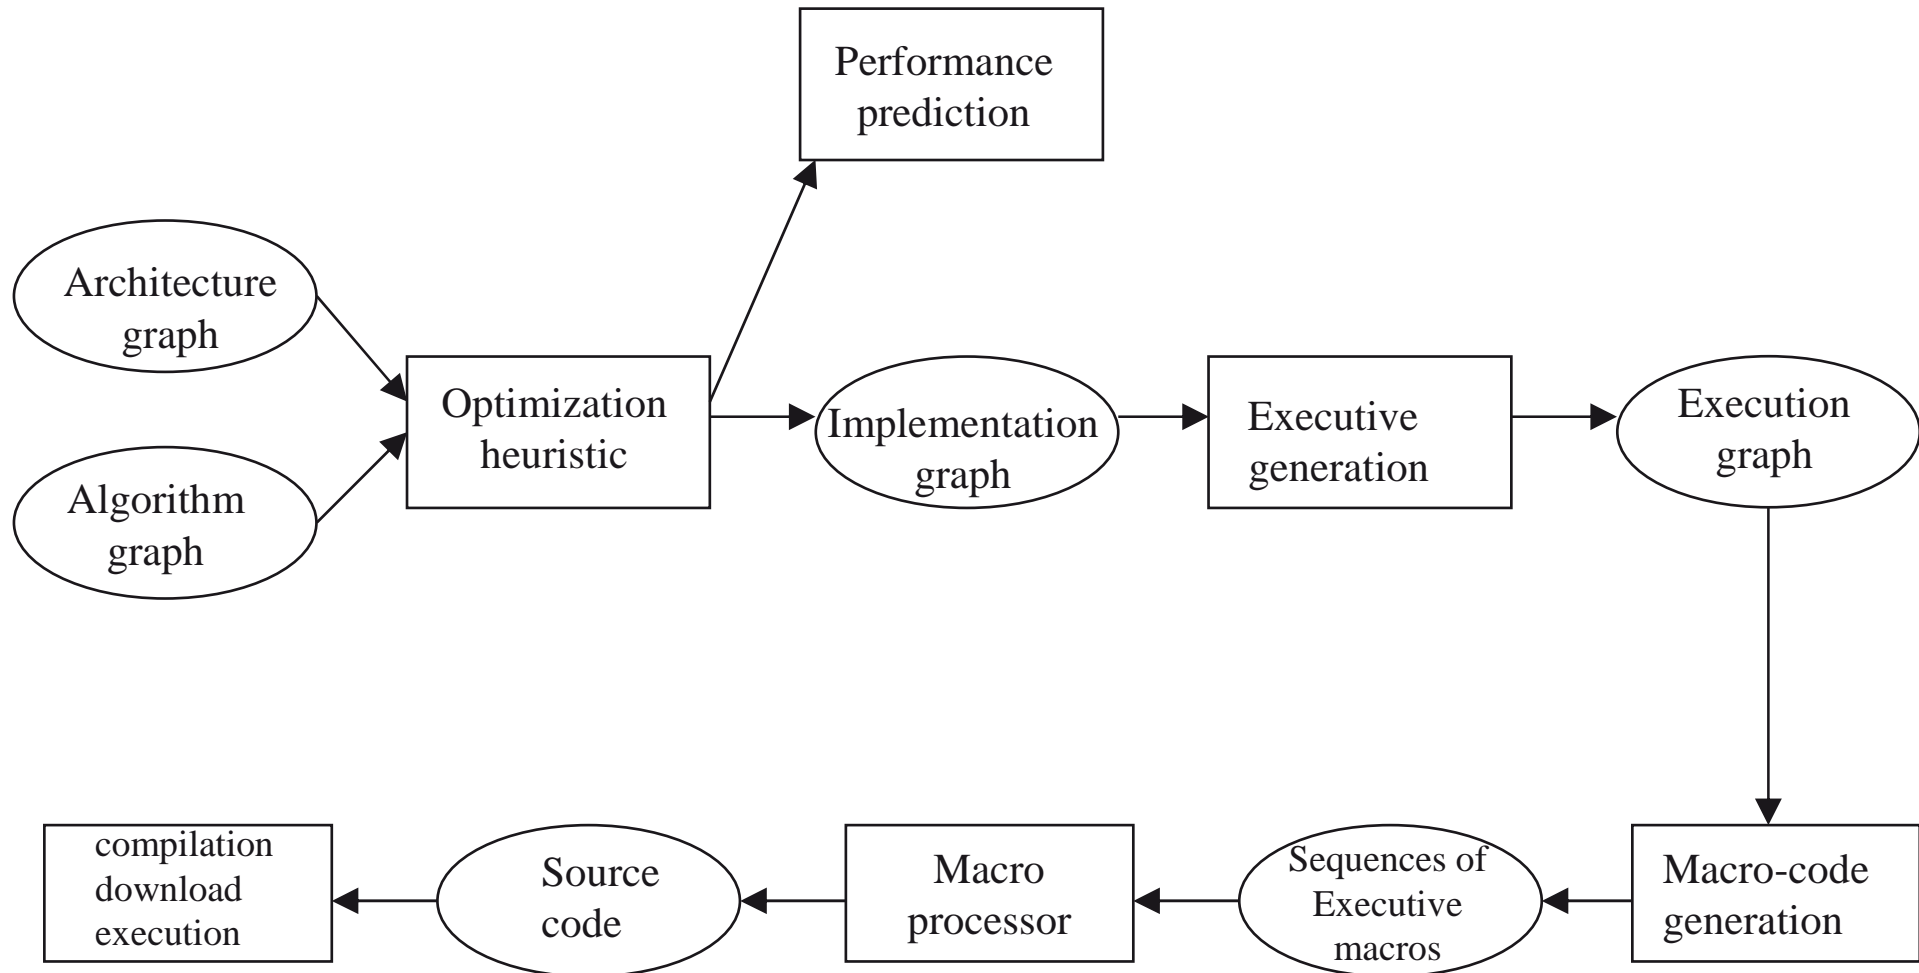 Performance
prediction
Architecture
graph
Algorithm
graph
Optimization
heuristic
Implementation
graph
Executive
generation
Execution
graph
compilation
download
execution
Source
code
Macro
processor
Sequences of
Executive
macros
Macro-code
generation